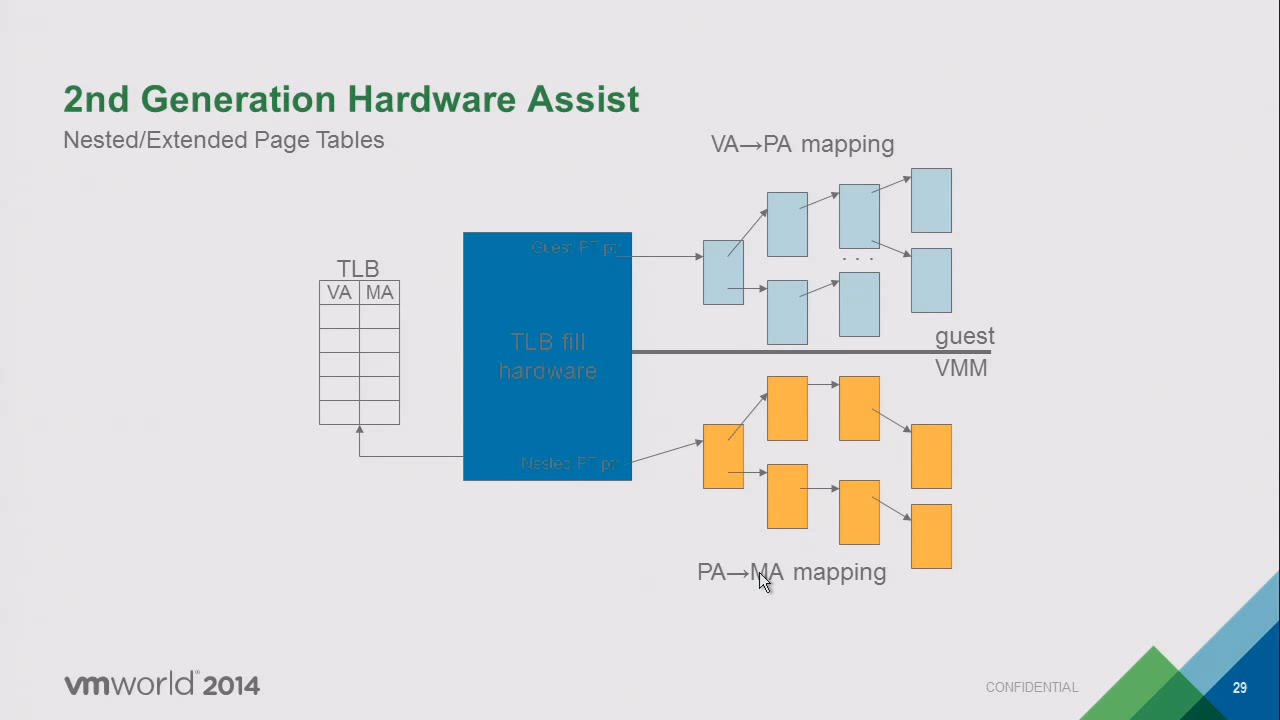 2nd Generation Hardware Assist
Nested/Extended Page Tables
VA→PA mapping
Guest PT ptr
TLB
VA MA
TLB fill
hardware
guest
VMM
Nested PT ptr
PA→MA mapping
vmworld 2014
CONFIDENTIAL
29